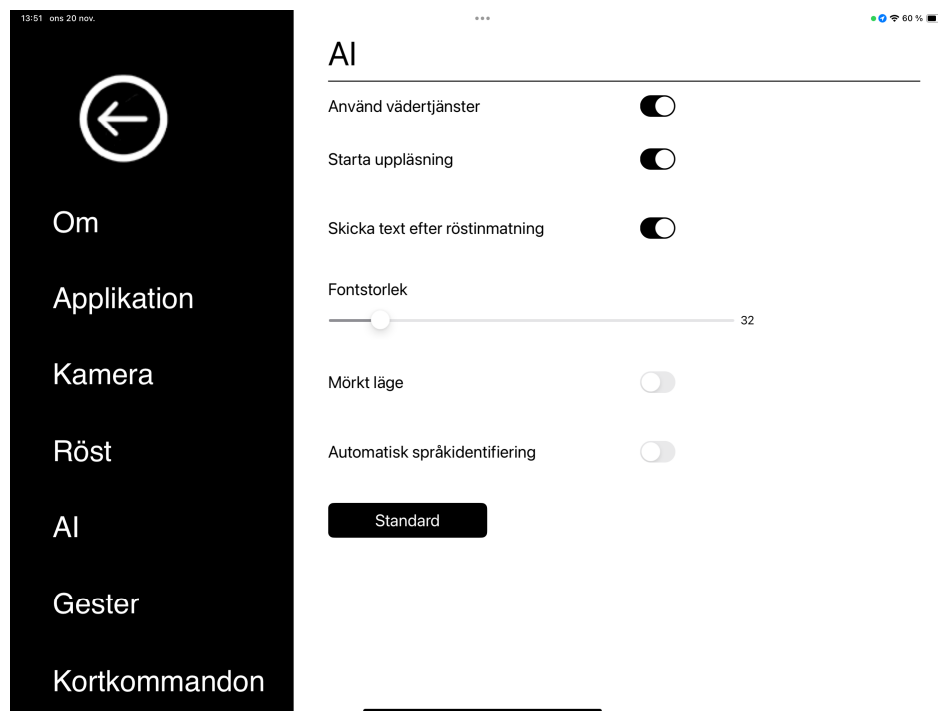 13:51 ons 20 nov.
60 %
Om
Applikation
Kamera
Röst
AI
Gester
Kortkommandon
AI
Använd vädertjänster
Starta uppläsning
Skicka text efter röstinmatning
Fontstorlek
32
Mörkt läge
Automatisk språkidentifiering
Standard